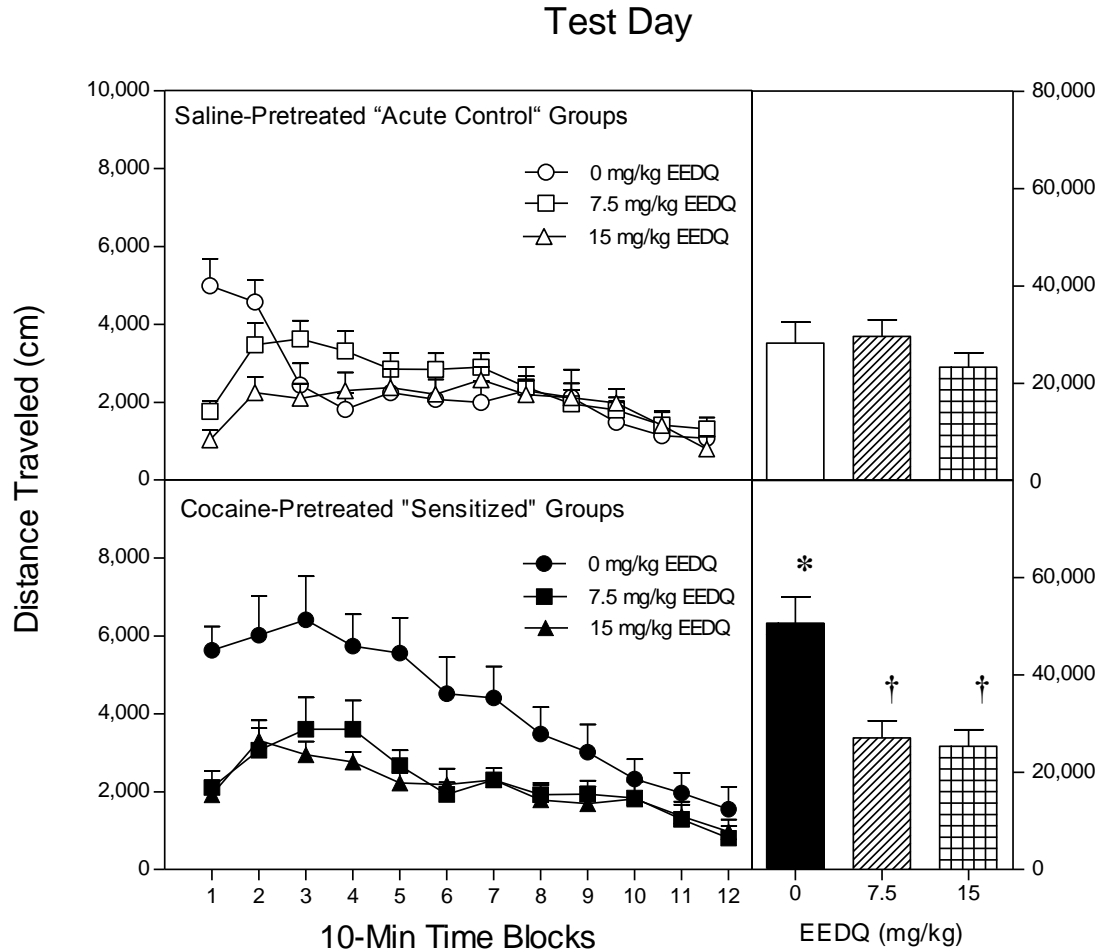 Test Day
Distance Traveled (cm)
10,000
8,000
6,000
4,000
2,000
0
Saline-Pretreated “Acute Control“ Groups
0 mg/kg EEDQ
7.5 mg/kg EEDQ
15 mg/kg EEDQ
80,000
60,000
40,000
20,000
0
8,000
6,000
4,000
2,000
0
Cocaine-Pretreated "Sensitized" Groups
0 mg/kg EEDQ
7.5 mg/kg EEDQ
15 mg/kg EEDQ
*
† †
60,000
40,000
20,000
0
1 2 3 4 5 6 7 8 9 10 11 12
10-Min Time Blocks
0 7.5 15
EEDQ (mg/kg)